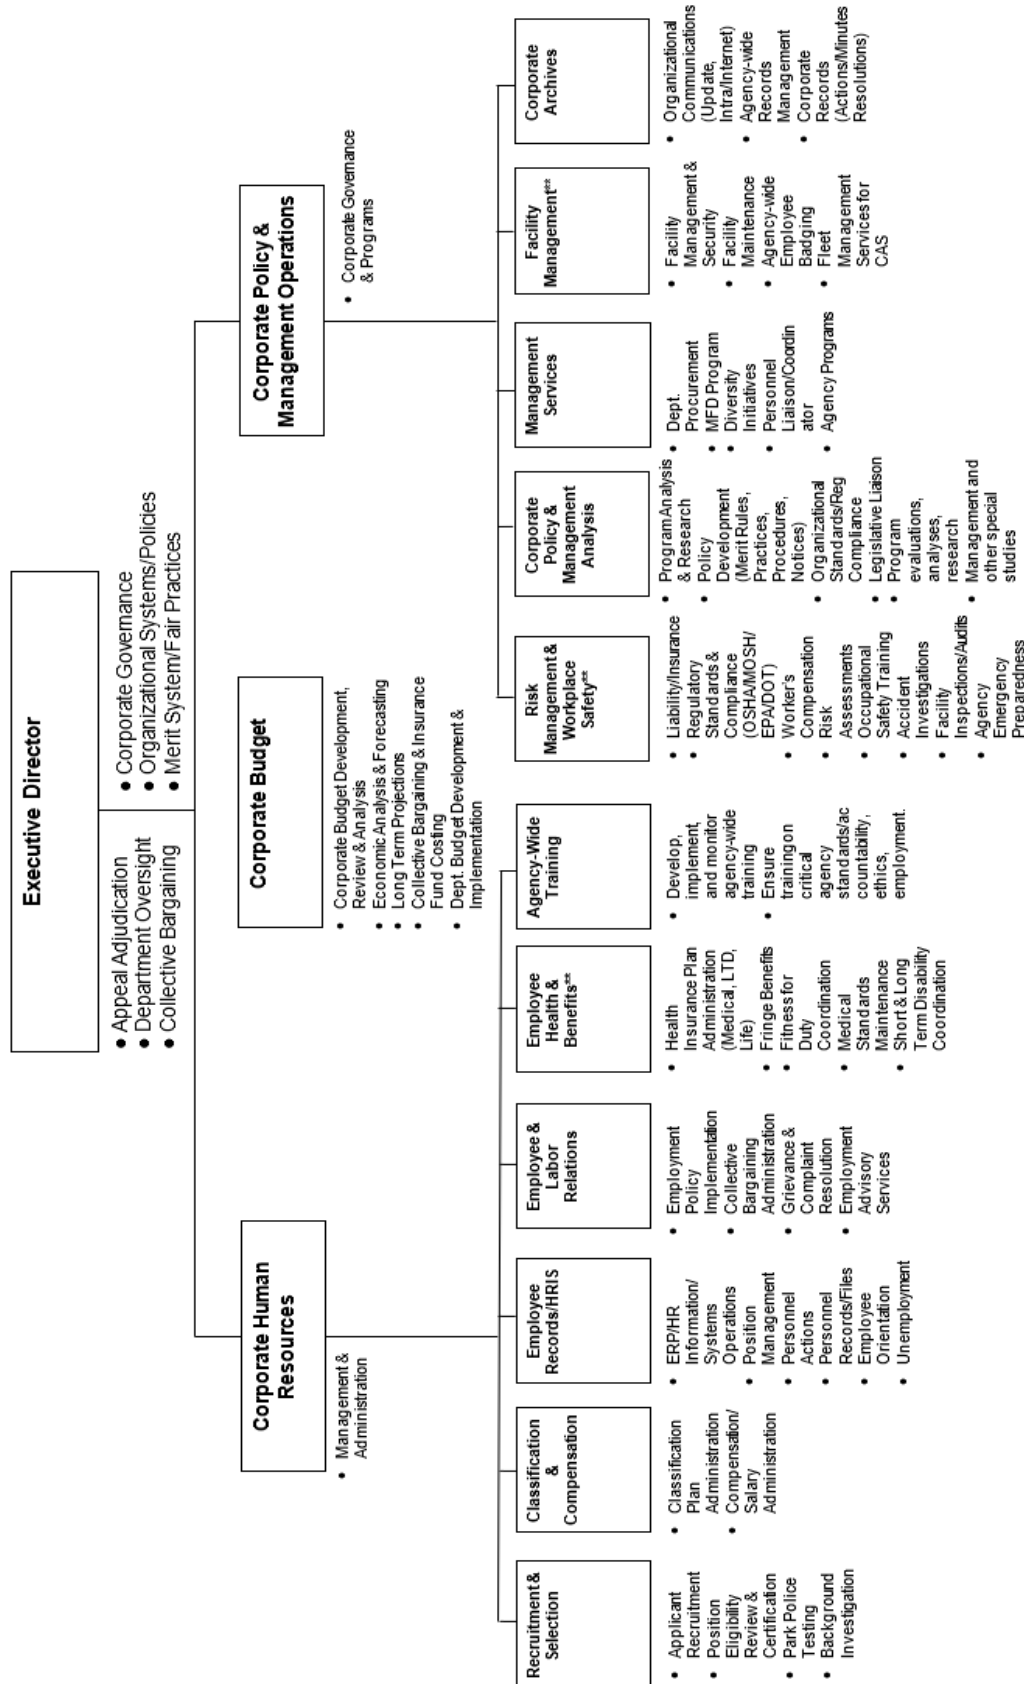 Executive Director
● Appeal Adjudication
● Department Oversight
● Collective Bargaining
● Corporate Governance
● Organizational Systems/Policies
● Merit System/Fair Practices
Corporate Human
Resources
• Management &
Administration
Corporate Budget
• Corporate Budget Development,
Review & Analysis
• Economic Analysis & Forecasting
• Long Term Projections
• Collective Bargaining & Insurance
Fund Costing
• Dept. Budget Development &
Implementation
Corporate Policy &
Management Operations
• Corporate Governance
& Programs
Recruitment &
Selection
• Applicant
Recruitment
• Position
Eligibility
Review &
Certification
• Park Police
Testing
• Background
Investigation
Classification
&
Compensation
• Classification
Plan
Administration
• Compensation/
Salary
Administration
Employee
Records/HRIS
• ERP/HR
Information/
Systems
Operations
• Position
Management
• Personnel
Actions
• Personnel
Records/Files
• Employee
Orientation
• Unemployment
Employee &
Labor
Relations
• Employment
Policy
Implementation
• Collective
Bargaining
Administration
• Grievance &
Complaint
Resolution
• Employment
Advisory
Services
Employee
Health &
Benefits**
• Health
Insurance Plan
Administration
(Medical, LTD,
Life)
• Fringe Benefits
• Fitness for
Duty
Coordination
• Medical
Standards
Maintenance
• Short & Long
Term Disability
Coordination
Agency-Wide
Training
• Develop,
implement,
and monitor
agency-wide
training
• Ensure
training on
critical
agency
standards/ac
countability,
ethics,
employment.
Risk
Management &
Workplace
Safety**
• Liability/Insurance
• Regulatory
Standards &
Compliance
(OSHA/MOSH/
EPA/DOT)
• Worker's
Compensation
• Risk
Assessments
• Occupational
Safety Training
• Accident
Investigations
• Facility
Inspections/Audits
• Agency
Emergency
Preparedness
Corporate
Policy &
Management
Analysis
• Program Analysis
& Research
• Policy
Development
(Merit Rules,
Practices,
Procedures,
Notices)
• Organizational
Standards/Reg
Compliance
• Legislative Liaison
• Program
evaluations,
analyses,
research
• Management and
other special
studies
Management
Services
• Dept.
Procurement
• MFD Program
• Diversity
Initiatives
• Personnel
Liaison/Coordin
ator
• Agency Programs
Facility
Management**
• Facility
Management &
Security
• Facility
Maintenance
• Agency-wide
Employee
Badging
• Fleet
Management
Services for
CAS
Corporate
Archives
• Organizational
Communications
(Update,
Intra/Internet)
• Agency-wide
Records
Management
• Corporate
Records
(Actions/Minutes
Resolutions)